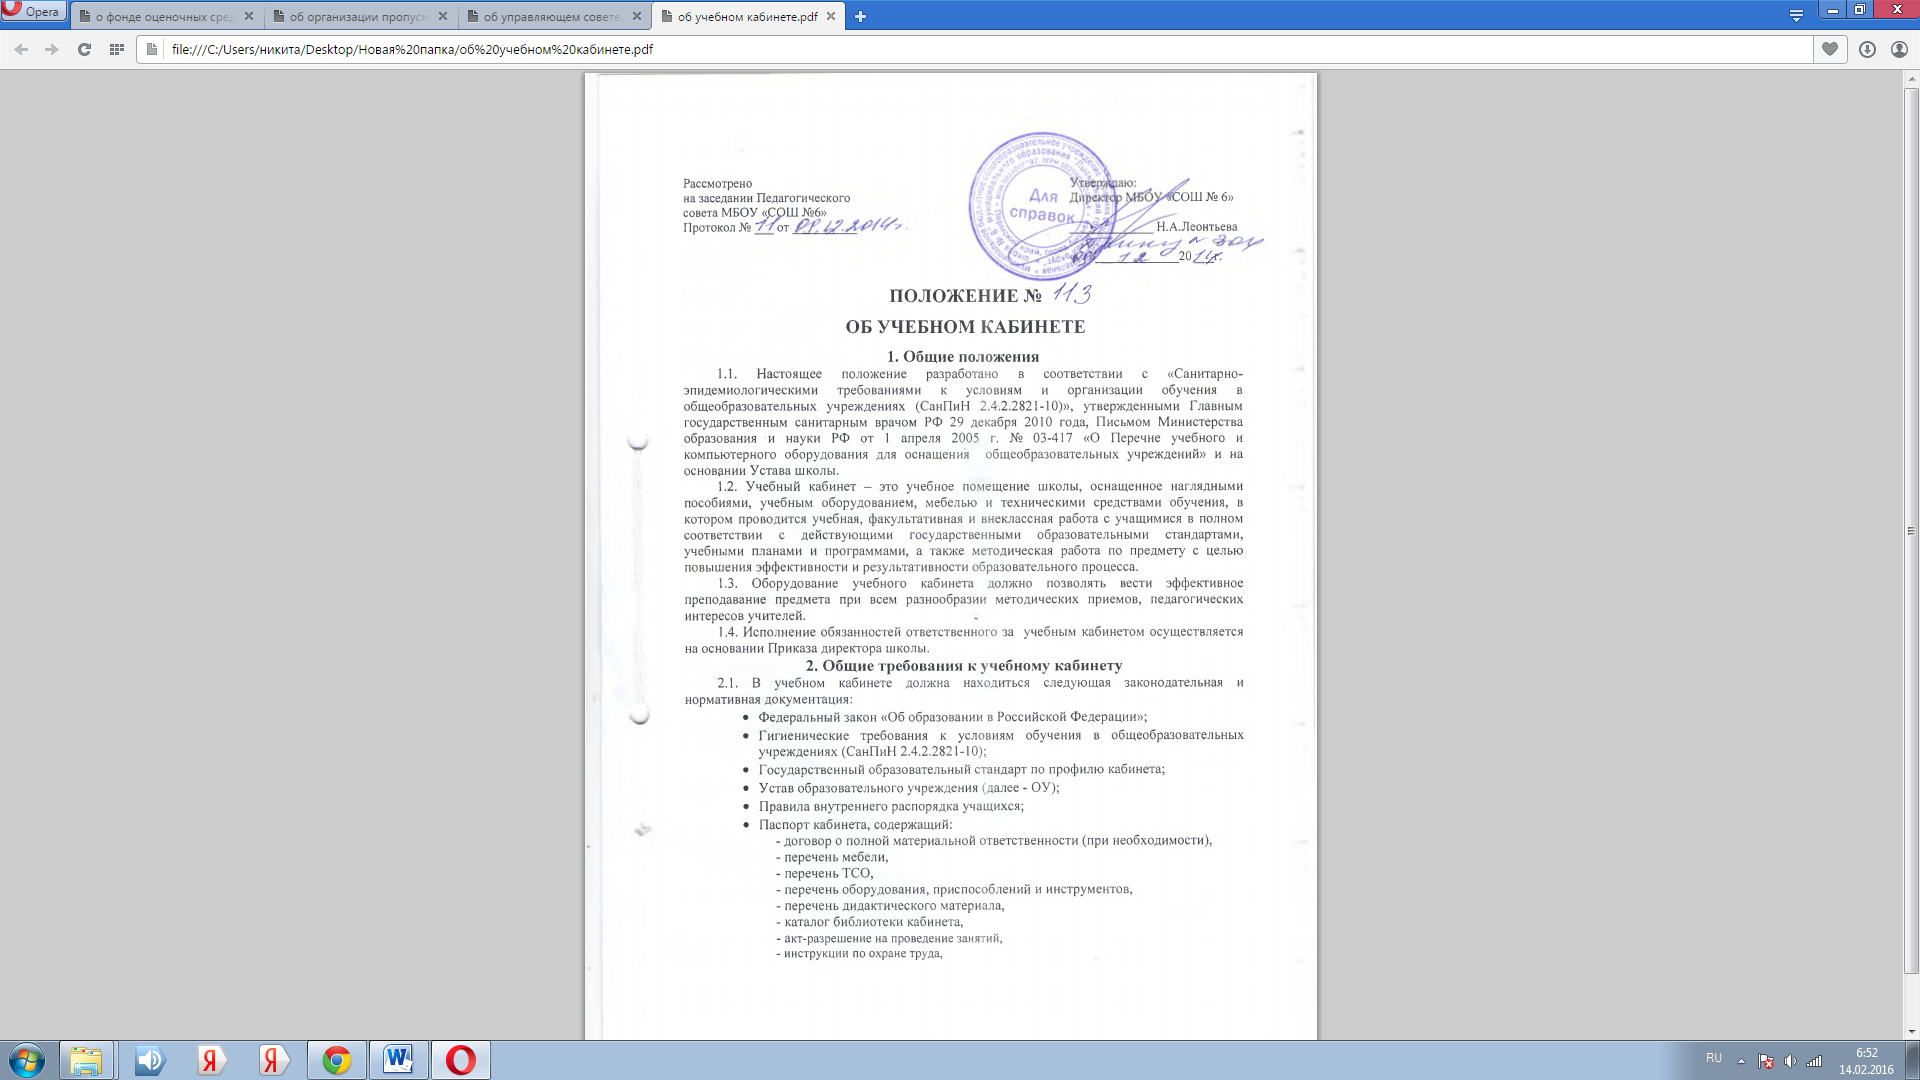 Opera
о фонде оценочных сред
об организации пропуск
об управляющем совете
об учебном кабинете.pdf
file:///C:/Users/никита/Desktop/Новая%20папка/об%20учебном%20кабинете.pdf
Рассмотрено
на заседании Педагогического
совета МБОУ «СОШ №6»
Протокол № 11 от 09.12.2014г.
Для
справок
Утверждаю:
Директор МБОУ «СОШ № 6»
Н.А.Леонтьева
12 2014г.
ПОЛОЖЕНИЕ № 113
ОБ УЧЕБНОМ КАБИНЕТЕ
1. Общие положения
1.1. Настоящее положение разработано в соответствии с «Санитарно-
эпидемиологическими требованиями к условиям и организации обучения в
общеобразовательных учреждениях (СанПиН 2.4.2.2821-10)», утвержденными Главным
государственным санитарным врачом РФ 29 декабря 2010 года, Письмом Министерства
образования и науки РФ от 1 апреля 2005 г. № 03-417 «О Перечне учебного и
компьютерного оборудования для оснащения общеобразовательных учреждений» и на
основании Устава школы.
1.2. Учебный кабинет – это учебное помещение школы, оснащенное наглядными
пособиями, учебным оборудованием, мебелью и техническими средствами обучения, в
котором проводится учебная, факультативная и внеклассная работа с учащимися в полном
соответствии с действующими государственными образовательными стандартами,
учебными планами и программами, а также методическая работа по предмету с целью
повышения эффективности и результативности образовательного процесса.
1.3. Оборудование учебного кабинета должно позволять вести эффективное
преподавание предмета при всем разнообразии методических приемов, педагогических
интересов учителей.
1.4. Исполнение обязанностей ответственного за учебным кабинетом осуществляется
на основании Приказа директора школы.
2. Общие требования к учебному кабинету
2.1. В учебном кабинете должна находиться следующая законодательная и
нормативная документация:
• Федеральный закон «Об образовании в Российской Федерации»;
• Гигиенические требования к условиям обучения в общеобразовательных
учреждениях (СанПиН 2.4.2.2821-10);
• Государственный образовательный стандарт по профилю кабинета;
• Устав образовательного учреждения (далее - ОУ);
• Правила внутреннего распорядка учащихся;
• Паспорт кабинета, содержащий:
- договор о полной материальной ответственности (при необходимости),
- перечень мебели,
- перечень ТСО,
- перечень оборудования, приспособлений и инструментов,
- перечень дидактического материала,
- каталог библиотеки кабинета,
- акт-разрешение на проведение занятий,
- инструкции по охране труда,
RU
6:52
14.02.2016